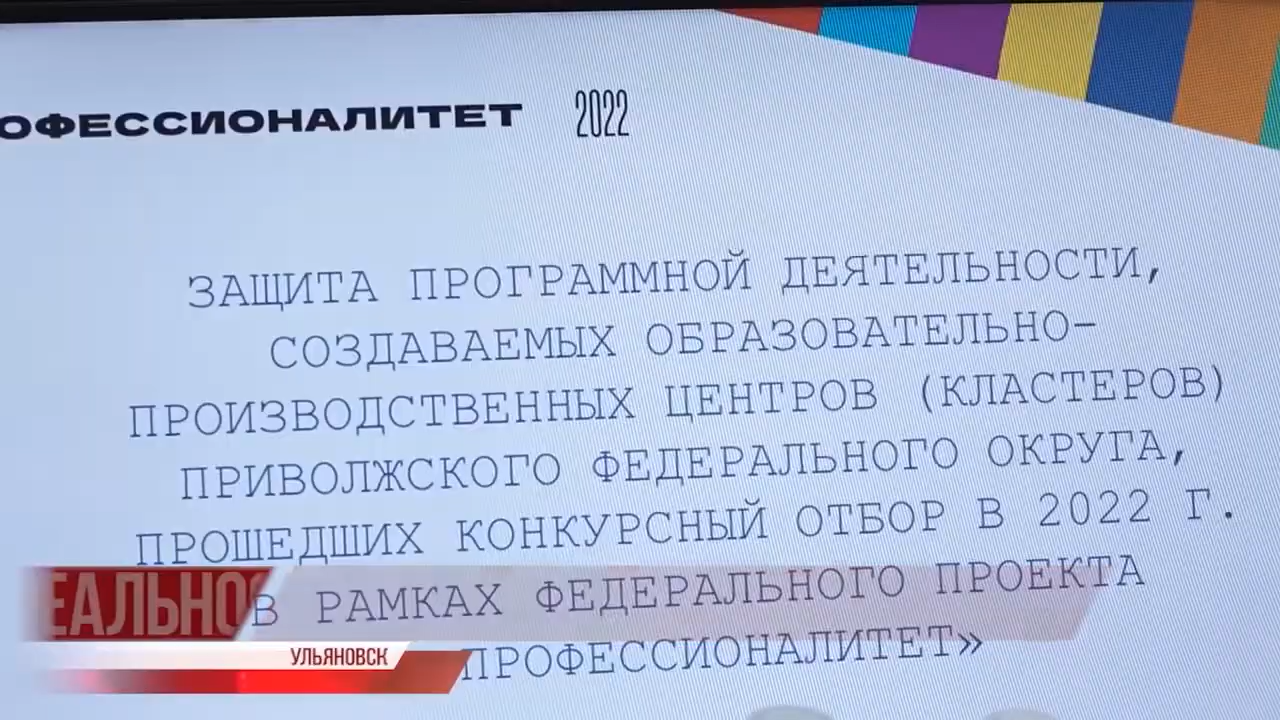 ОФЕССИОНАЛИТЕТ 2022
ЗАЩИТА ПРОГРАММНОЙ ДЕЯТЕЛЬНОСТИ,
СОЗДАВАЕМЫХ ОБРАЗОВАТЕЛЬНО-
ПРОИЗВОДСТВЕННЫХ ЦЕНТРОВ (КЛАСТЕРОВ)
ПРИВОЛЖСКОГО ФЕДЕРАЛЬНОГО ОКРУГА,
ПРОШЕДШИХ КОНКУРСНЫЙ ОТБОР В 2022 Г.
В РАМКАХ ФЕДЕРАЛЬНОГО ПРОЕКТА
ПРОФЕССИОНАЛИТЕТ»
ЕАЛЬНО
УЛЬЯНОВСК